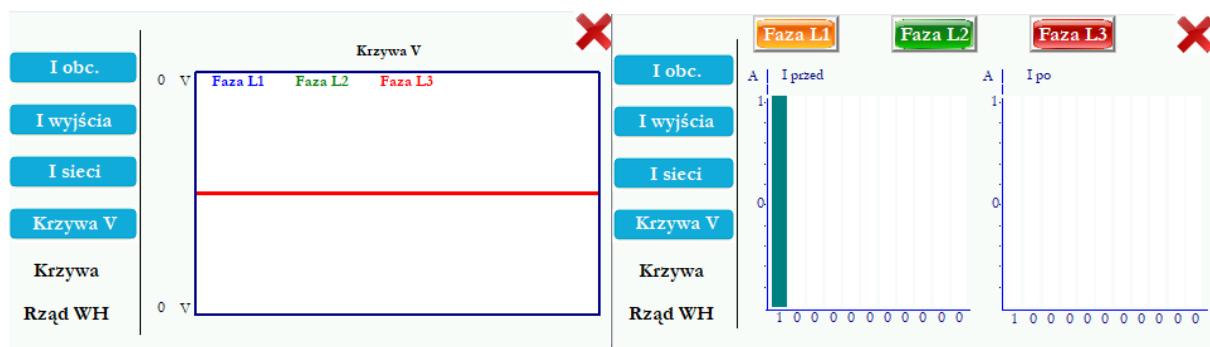 Krzywa V
I obc.
0 V
Faza L1 Faza L2 Faza L3
I wyjścia
I sieci
Krzywa V
Krzywa
Rząd WH
0 V
Faza L1 Faza L2 Faza L3
I obc.
A I przed
A I po
1
1
I wyjścia
I sieci
0
0
Krzywa V
Krzywa
Rząd WH
1 0 0 0 0 0 0 0 0 0 0
1 0 0 0 0 0 0 0 0 0 0